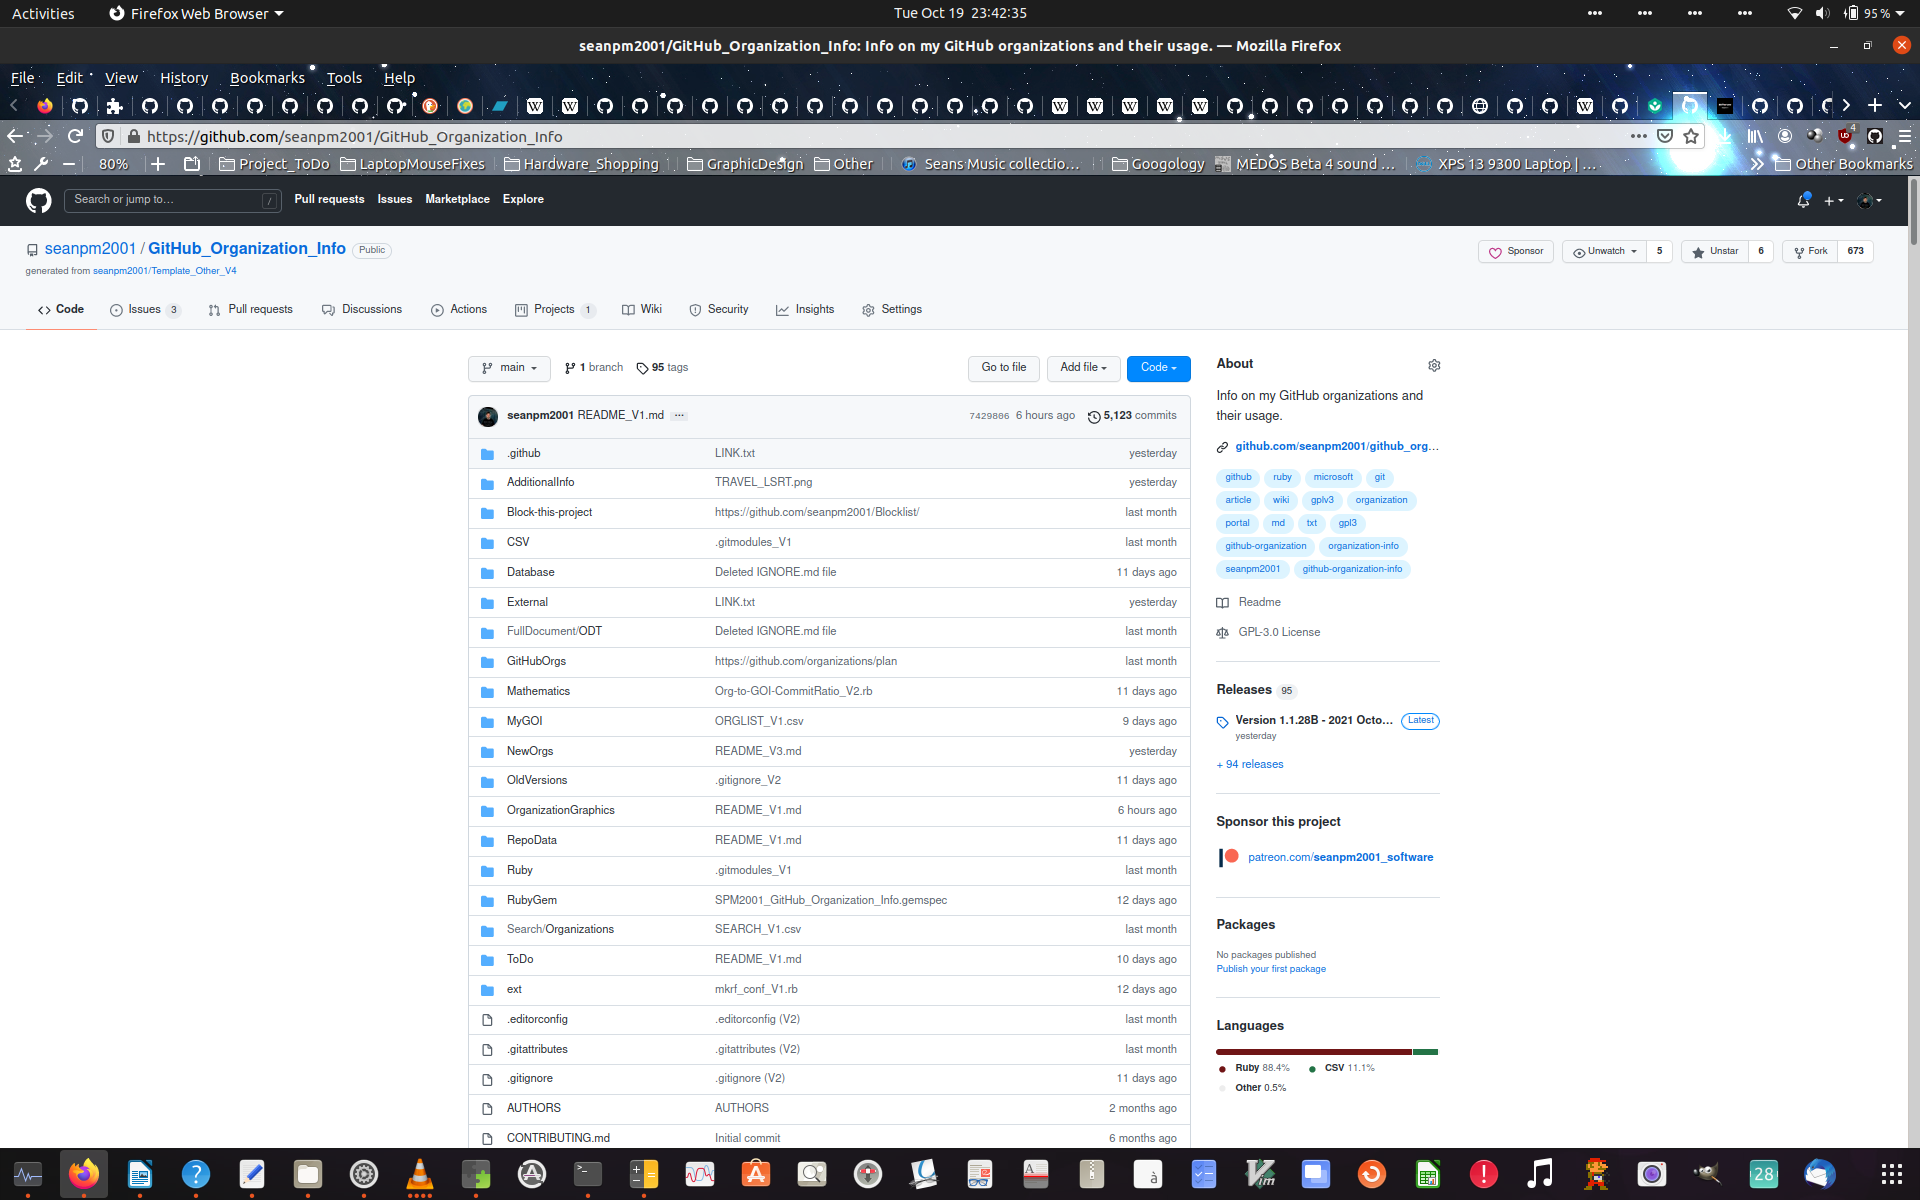 Activities
Firefox Web Browser
Tue Oct 19 23:42:35
95 %
seanpm2001/GitHub_Organization_Info: Info on my GitHub organizations and their usage. — Mozilla Firefox
File Edit View History Bookmarks Tools Help
https://github.com/seanpm2001/GitHub_Organization_Info
80%
Project_ToDo
LaptopMouseFixes
Hardware_Shopping
GraphicDesign
Other
Seans Music collectio…
Googology
MEDOS Beta 4 sound …
XPS 13 9300 Laptop | …
Other Bookmarks
Search or jump to…
/
Pull requests Issues Marketplace Explore
seanpm2001 / GitHub_Organization_Info Public
generated from seanpm2001/Template_Other_V4
Sponsor
Unwatch 5
Unstar 6
Fork 673
Code
Issues 3
Pull requests
Discussions
Actions
Projects 1
Wiki
Security
Insights
Settings
main
1 branch
95 tags
Go to file
Add file
Code
seanpm2001 README_V1.md ... 7429806 6 hours ago 5,123 commits
.github LINK.txt yesterday
AdditionalInfo TRAVEL_LSRT.png yesterday
Block-this-project https://github.com/seanpm2001/Blocklist/ last month
CSV .gitmodules_V1 last month
Database Deleted IGNORE.md file 11 days ago
External LINK.txt yesterday
FullDocument/ODT Deleted IGNORE.md file last month
GitHubOrgs https://github.com/organizations/plan last month
Mathematics Org-to-GOI-CommitRatio_V2.rb 11 days ago
MyGOI ORGLIST_V1.csv 9 days ago
NewOrgs README_V3.md yesterday
OldVersions .gitignore_V2 11 days ago
OrganizationGraphics README_V1.md 6 hours ago
RepoData README_V1.md 11 days ago
Ruby .gitmodules_V1 last month
RubyGem SPM2001_GitHub_Organization_Info.gemspec 12 days ago
Search/Organizations SEARCH_V1.csv last month
ToDo README_V1.md 10 days ago
ext mkrf_conf_V1.rb 12 days ago
.editorconfig .editorconfig (V2) last month
.gitattributes .gitattributes (V2) last month
.gitignore .gitignore (V2) 11 days ago
AUTHORS AUTHORS 2 months ago
CONTRIBUTING.md Initial commit 6 months ago
About
Info on my GitHub organizations and
their usage.
github.com/seanpm2001/github_org…
github ruby microsoft git
article wiki gplv3 organization
portal md txt gpl3
github-organization organization-info
seanpm2001 github-organization-info
Readme
GPL-3.0 License
Releases 95
Version 1.1.28B - 2021 Octo… Latest
yesterday
+ 94 releases
Sponsor this project
patreon.com/seanpm2001_software
Packages
No packages published
Publish your first package
Languages
Ruby 88.4% CSV 11.1%
Other 0.5%
28